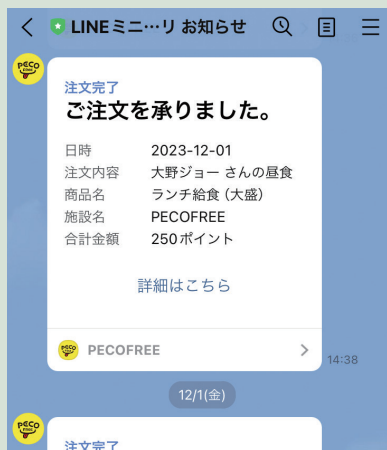 LINEミニ…リ お知らせ
PECO
FREE
注文完了
ご注文を承りました。
日時 2023-12-01
注文内容 大野ジョー さんの昼食
商品名 ランチ給食（大盛）
施設名 PECOFREE
合計金額 250ポイント
詳細はこちら
PECOFREE
14:38
12/1(金)
PECO
FREE
注文完了